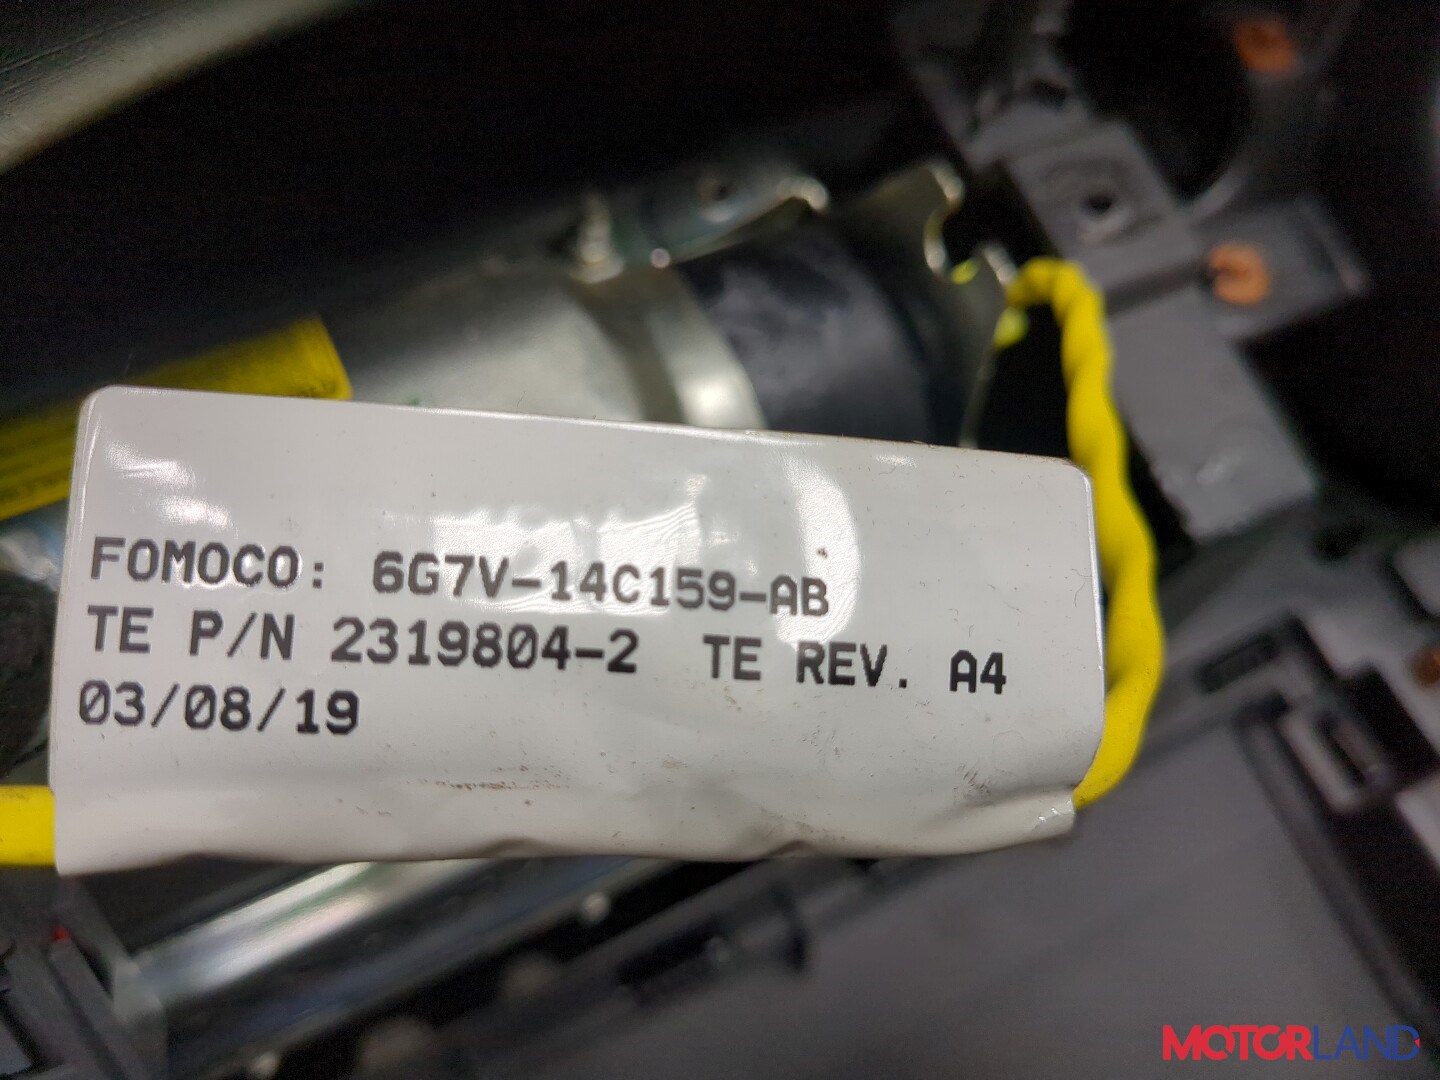 FOMOCO: 6G7V-14C159-AB
TE P/N 2319804-2 TE REV. A4
03/08/19
MOTORLAND